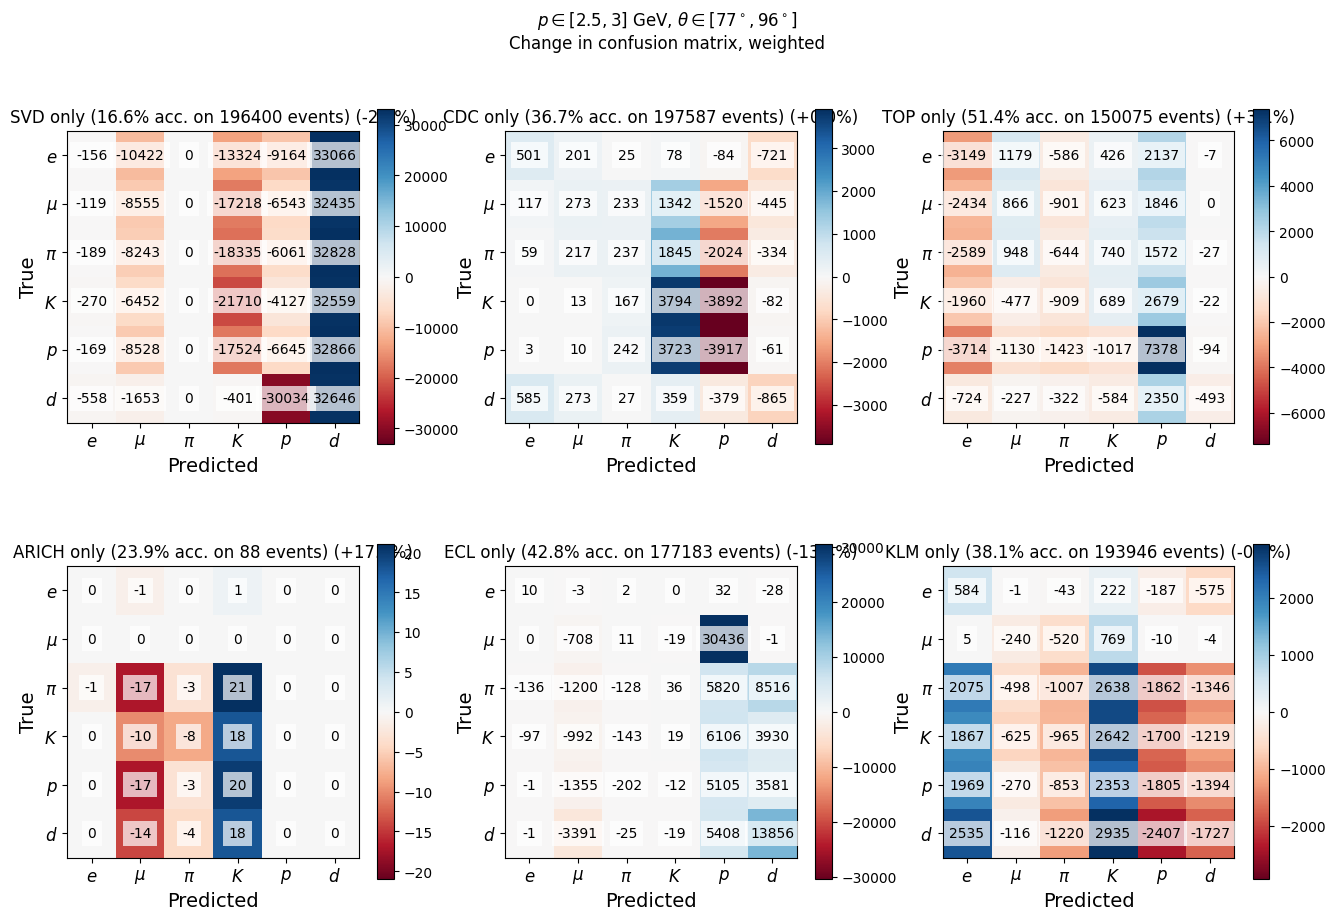 p ∈ [2.5, 3] GeV, θ ∈ [77°, 96°]
Change in confusion matrix, weighted
SVD only (16.6% acc. on 196400 events)
e -156 -10422 0 -13324 -9164 33066
μ -119 -8555 0 -17218 -6543 32435
π -189 -8243 0 -18335 -6061 32828
K -270 -6452 0 -21710 -4127 32559
p -169 -8528 0 -17524 -6645 32866
d -558 -1653 0 -401 -30034 32646
e μ π K p d
True
Predicted
30000
20000
10000
0
−10000
−20000
−30000
CDC only (36.7% acc. on 197587 events)
e 501 201 25 78 -84 -721
μ 117 273 233 1342 -1520 -445
π 59 217 237 1845 -2024 -334
K 0 13 167 3794 -3892 -82
p 3 10 242 3723 -3917 -61
d 585 273 27 359 -379 -865
e μ π K p d
True
Predicted
3000
2000
1000
0
−1000
−2000
−3000
TOP only (51.4% acc. on 150075 events)
e -3149 1179 -586 426 2137 -7
μ -2434 866 -901 623 1846 0
π -2589 948 -644 740 1572 -27
K -1960 -477 -909 689 2679 -22
p -3714 -1130 -1423 -1017 7378 -94
d -724 -227 -322 -584 2350 -493
e μ π K p d
True
Predicted
6000
4000
2000
0
−2000
−4000
−6000
ARICH only (23.9% acc. on 88 events)
e 0 -1 0 1 0 0
μ 0 0 0 0 0 0
π -1 -17 -3 21 0 0
K 0 -10 -8 18 0 0
p 0 -17 -3 20 0 0
d 0 -14 -4 18 0 0
e μ π K p d
True
Predicted
20
15
10
5
0
−5
−10
−15
−20
ECL only (42.8% acc. on 177183 events)
e 10 -3 2 0 32 -28
μ 0 -708 11 -19 30436 -1
π -136 -1200 -128 36 5820 8516
K -97 -992 -143 19 6106 3930
p -1 -1355 -202 -12 5105 3581
d -1 -3391 -25 -19 5408 13856
e μ π K p d
True
Predicted
30000
20000
10000
0
−10000
−20000
−30000
KLM only (38.1% acc. on 193946 events)
e 584 -1 -43 222 -187 -575
μ 5 -240 -520 769 -10 -4
π 2075 -498 -1007 2638 -1862 -1346
K 1867 -625 -965 2642 -1700 -1219
p 1969 -270 -853 2353 -1805 -1394
d 2535 -116 -1220 2935 -2407 -1727
e μ π K p d
True
Predicted
2000
1000
0
−1000
−2000